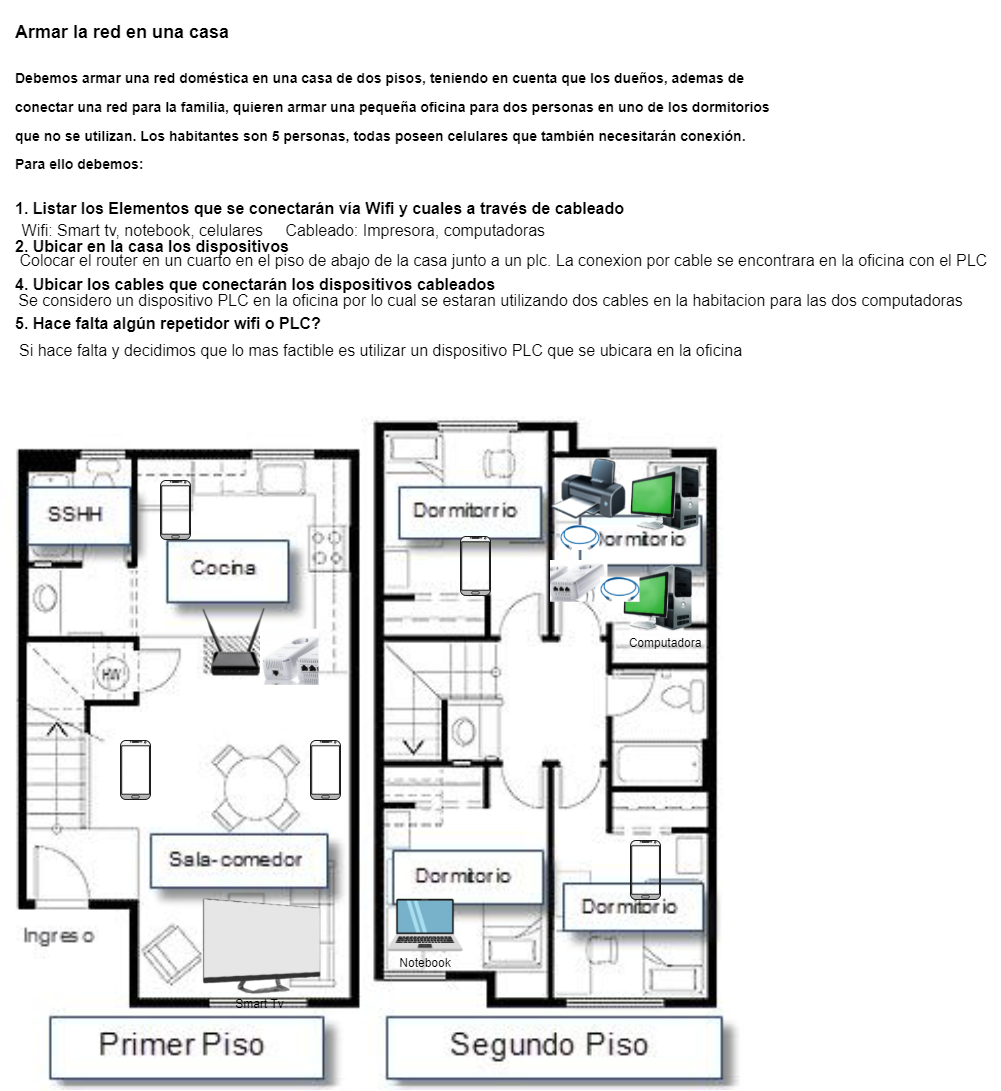 Armar la red en una casa
Debemos armar una red doméstica en una casa de dos pisos, teniendo en cuenta que los dueños, ademas de
conectar una red para la familia, quieren armar una pequeña oficina para dos personas en uno de los dormitorios
que no se utilizan. Los habitantes son 5 personas, todas poseen celulares que también necesitarán conexión.
Para ello debemos:
1. Listar los Elementos que se conectarán vía Wifi y cuales a través de cableado
Wifi: Smart tv, notebook, celulares Cableado: Impresora, computadoras
2. Ubicar en la casa los dispositivos
Colocar el router en un cuarto en el piso de abajo de la casa junto a un plc. La conexion por cable se encontrara en la oficina con el PLC
4. Ubicar los cables que conectarán los dispositivos cableados
Se considero un dispositivo PLC en la oficina por lo cual se estaran utilizando dos cables en la habitacion para las dos computadoras
5. Hace falta algún repetidor wifi o PLC?
Si hace falta y decidimos que lo mas factible es utilizar un dispositivo PLC que se ubicara en la oficina
SSHH
Cocina
HW
Sala-comedor
Ingreso
Smart Tv
Primer Piso
Dormitorrio
Dormitorio
Computadora
Dormitorio
Notebook
Dormitorio
Segundo Piso